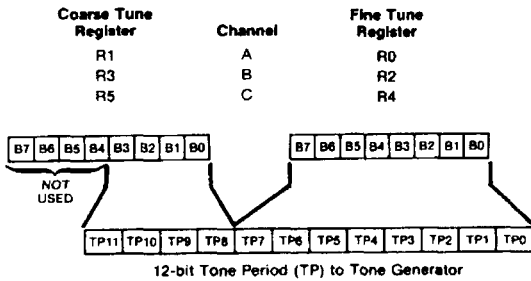 Coarse Tune Register Channel Fine Tune Register
R1 A R0
R3 B R2
R5 C R4
B7 B6 B5 B4 B3 B2 B1 B0 B7 B6 B5 B4 B3 B2 B1 B0
NOT USED
TP11 TP10 TP9 TP8 TP7 TP6 TP5 TP4 TP3 TP2 TP1 TP0
12-bit Tone Period (TP) to Tone Generator